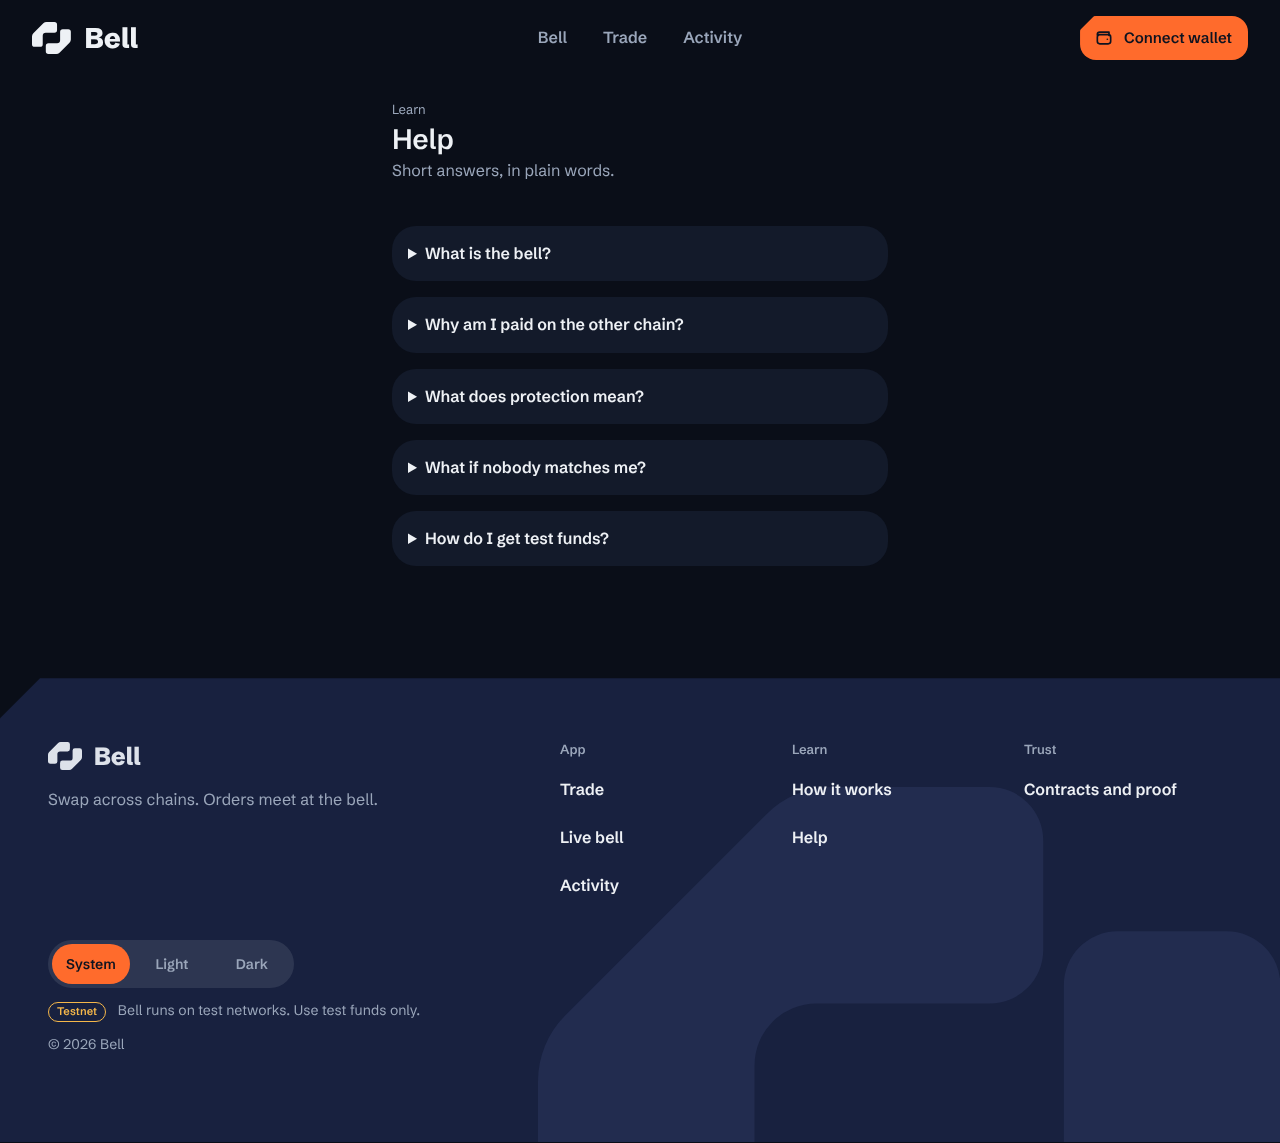 Bell
Bell Trade Activity
Connect wallet
Learn
Help
Short answers, in plain words.
What is the bell?
Why am I paid on the other chain?
What does protection mean?
What if nobody matches me?
How do I get test funds?
Bell
Swap across chains. Orders meet at the bell.
App
Trade
Live bell
Activity
Learn
How it works
Help
Trust
Contracts and proof
System Light Dark
Testnet Bell runs on test networks. Use test funds only.
© 2026 Bell